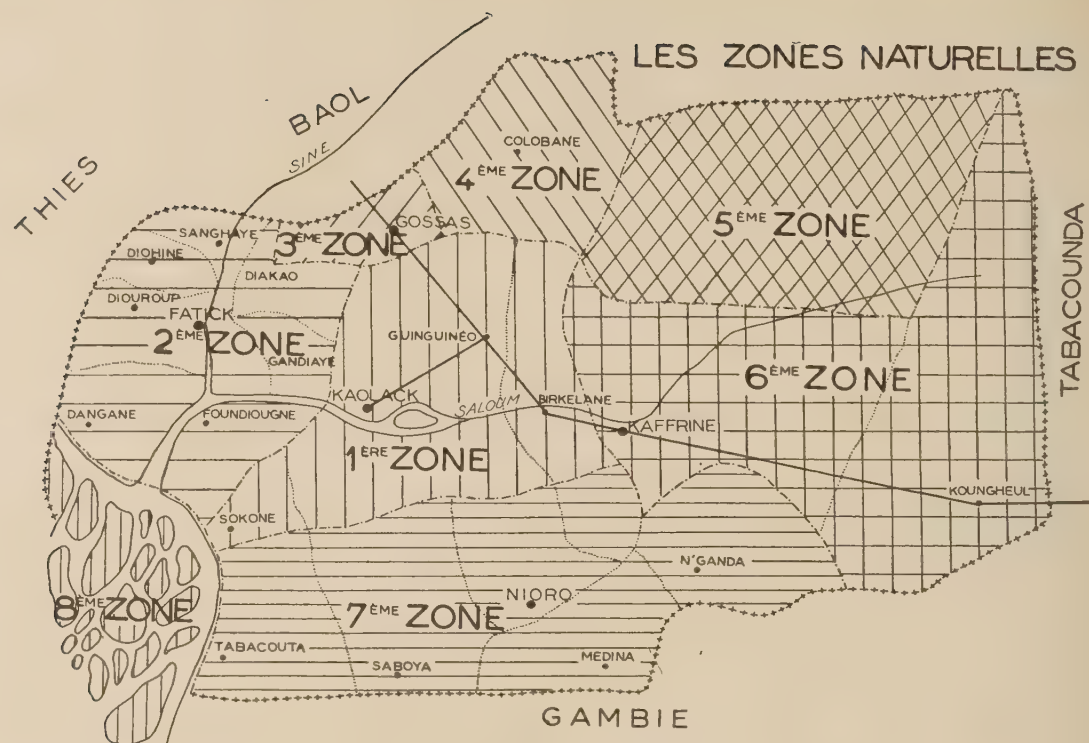 LES ZONES NATURELLES
BAOL
SINE
COLOBANE
4ÈME ZONE
THIES
GOSSAS
3ÈME ZONE
SANGHAYE
5ÈME ZONE
DIOHINE
DIAKAO
TABACOUNDA
DIOUROUP
FATICK
2ÈME ZONE
GUINGUINÉO
GANDIAYE
6ÈME ZONE
KAOLACK
SALOUM
BIRKELANE
DANGANE
FOUNDIOUGNE
KAFFRINE
1ÈRE ZONE
KOUNGHEUL
SOKONE
N'GANDA
8ÈME ZONE
NIORO
7ÈME ZONE
TABACOUTA
SABOYA
MEDINA
GAMBIE